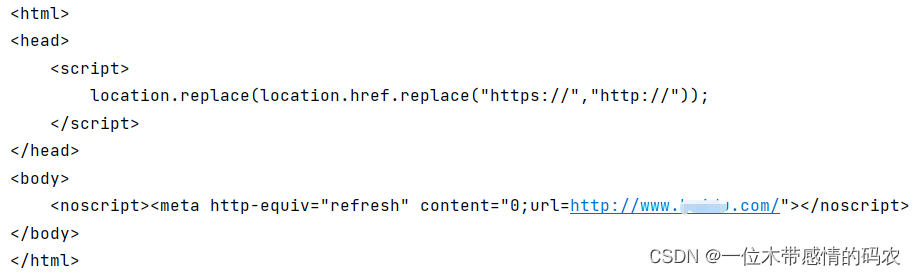 <html>
<head>
    <script>
        location.replace(location.href.replace("https://","http://"));
    </script>
</head>
<body>
    <noscript><meta http-equiv="refresh" content="0;url=http://www.    .com/"></noscript>
</body>
</html>
CSDN @一位木带感情的码农